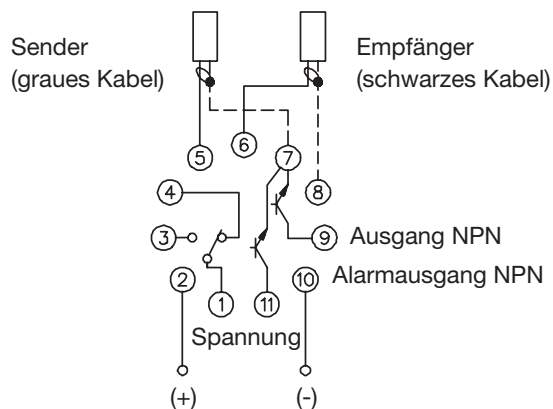 Sender
(graues Kabel)
Empfänger
(schwarzes Kabel)
5
6
7
8
4
3
9 Ausgang NPN
2
1
11
10 Alarmausgang NPN
Spannung
(+)
(-)